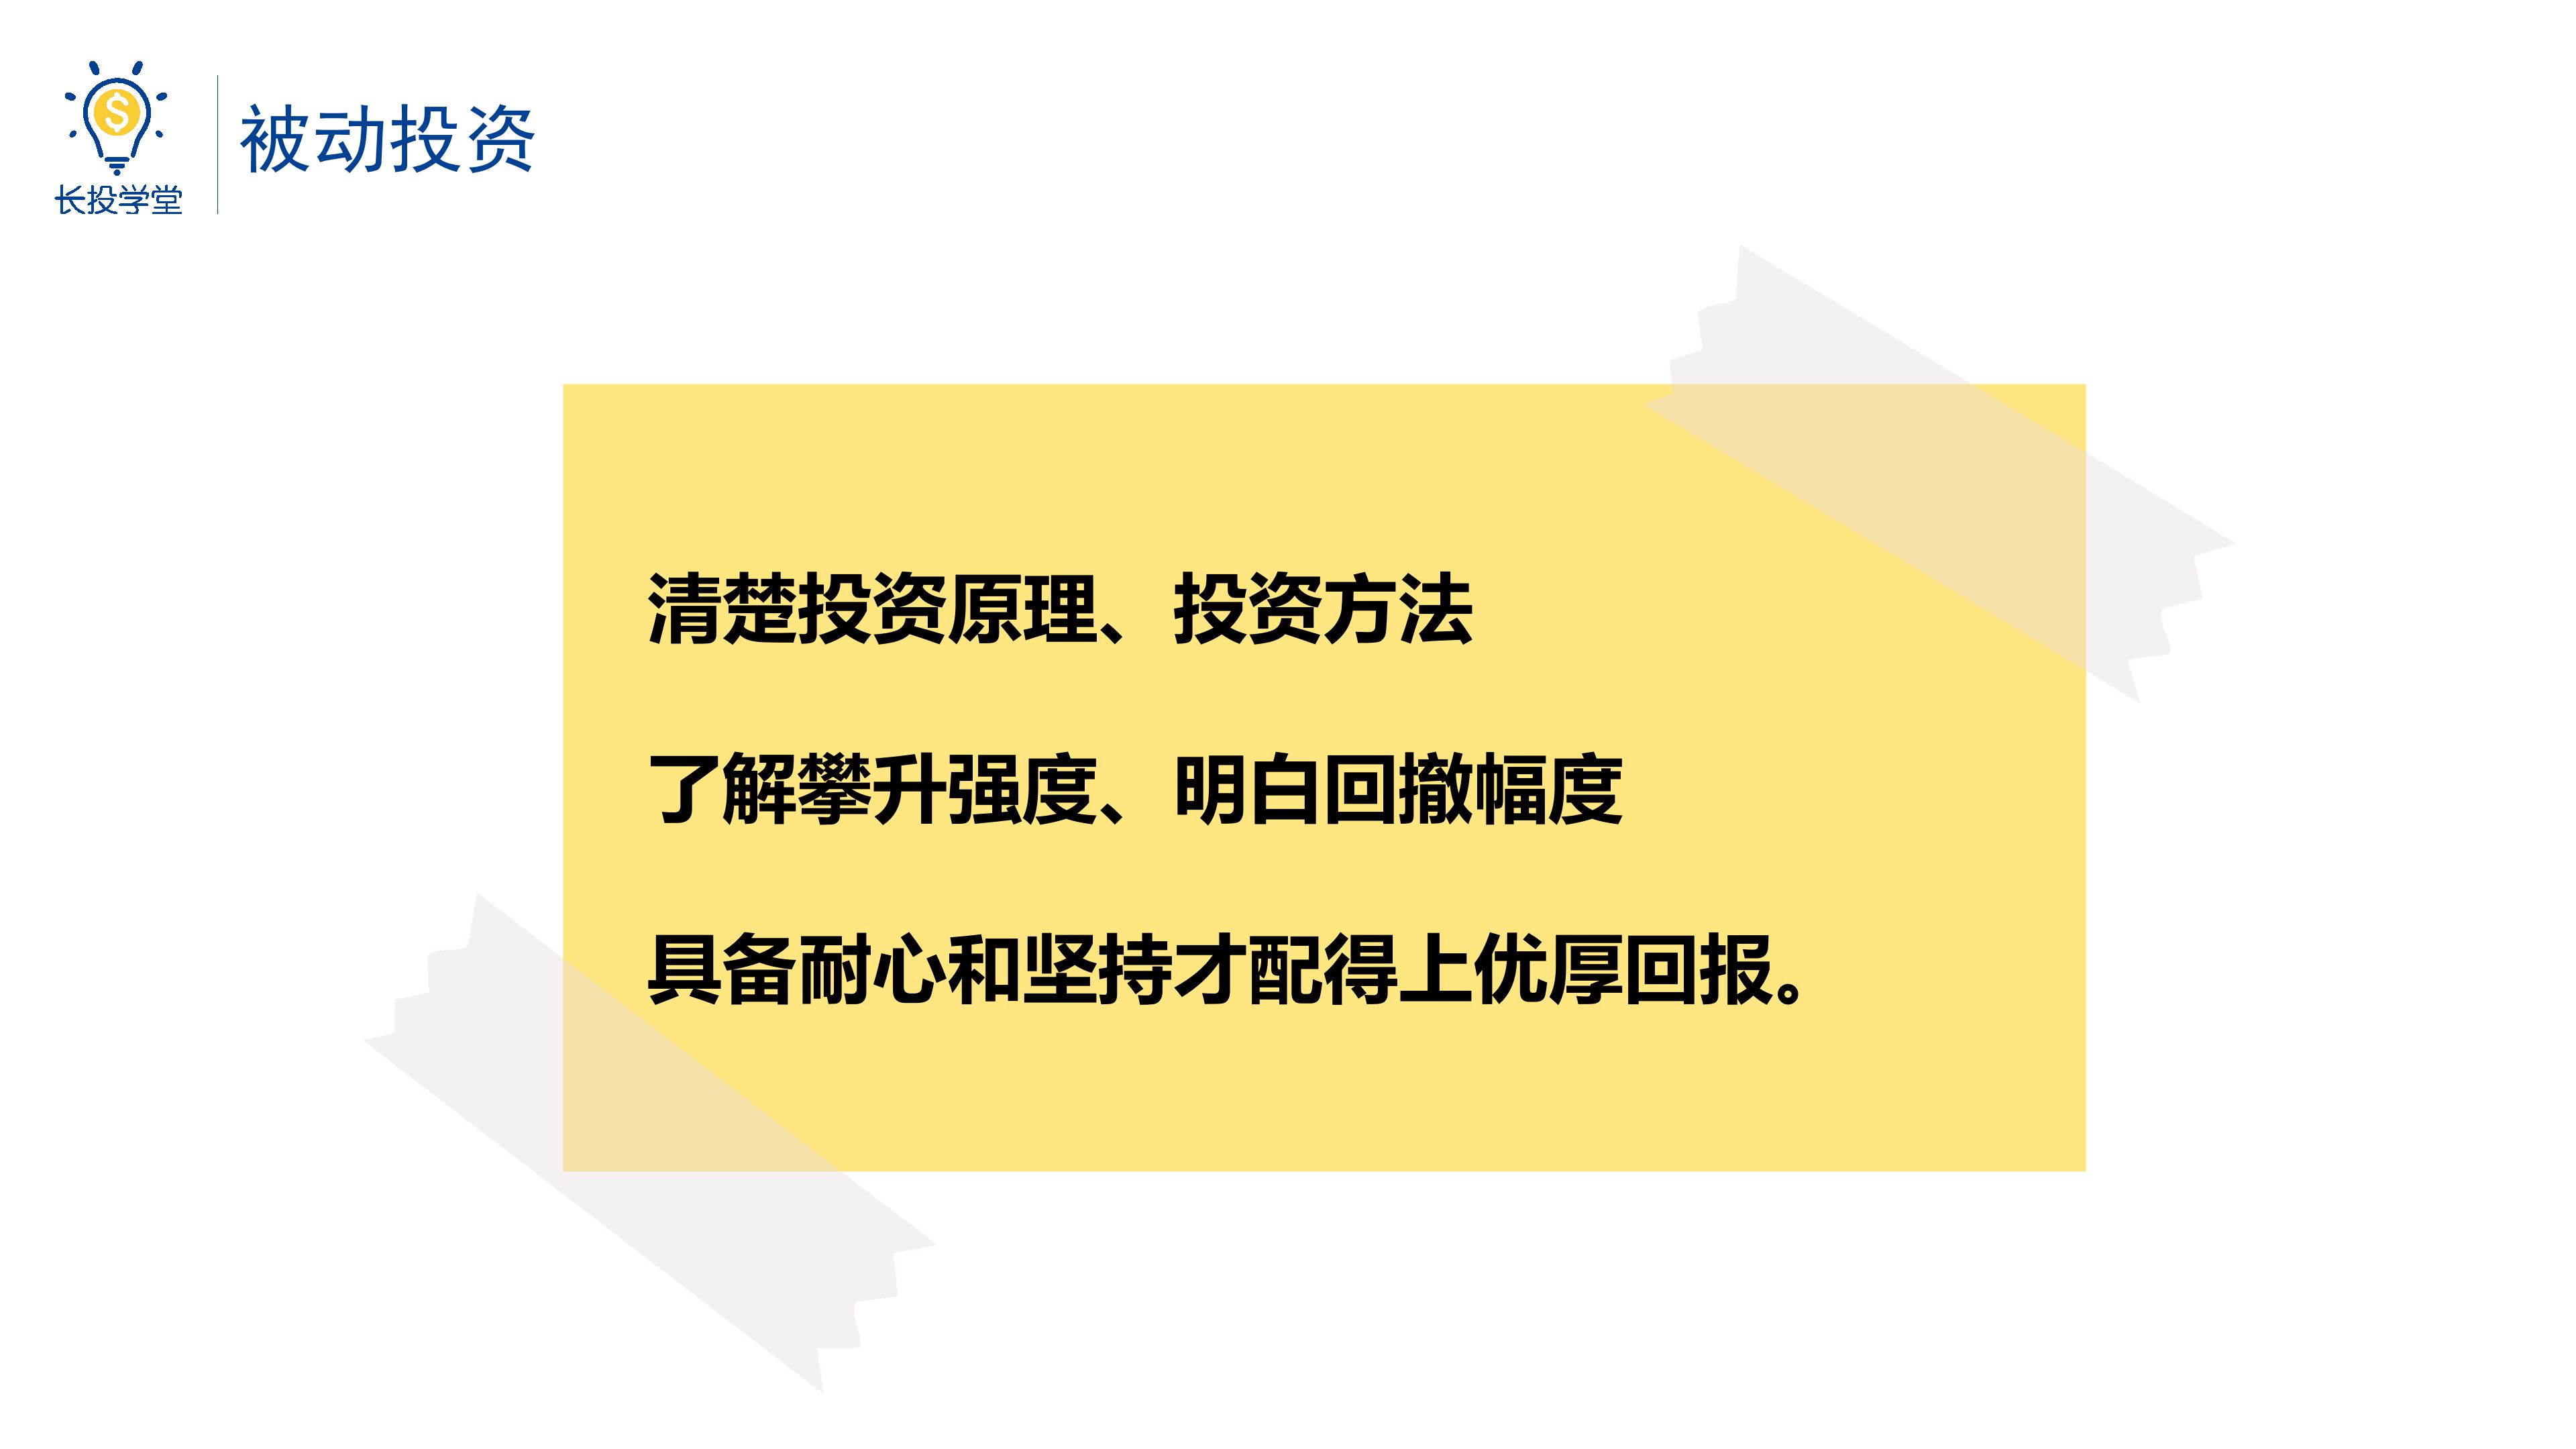 长投学堂
被动投资
清楚投资原理、投资方法
了解攀升强度、明白回撤幅度
具备耐心和坚持才配得上优厚回报。